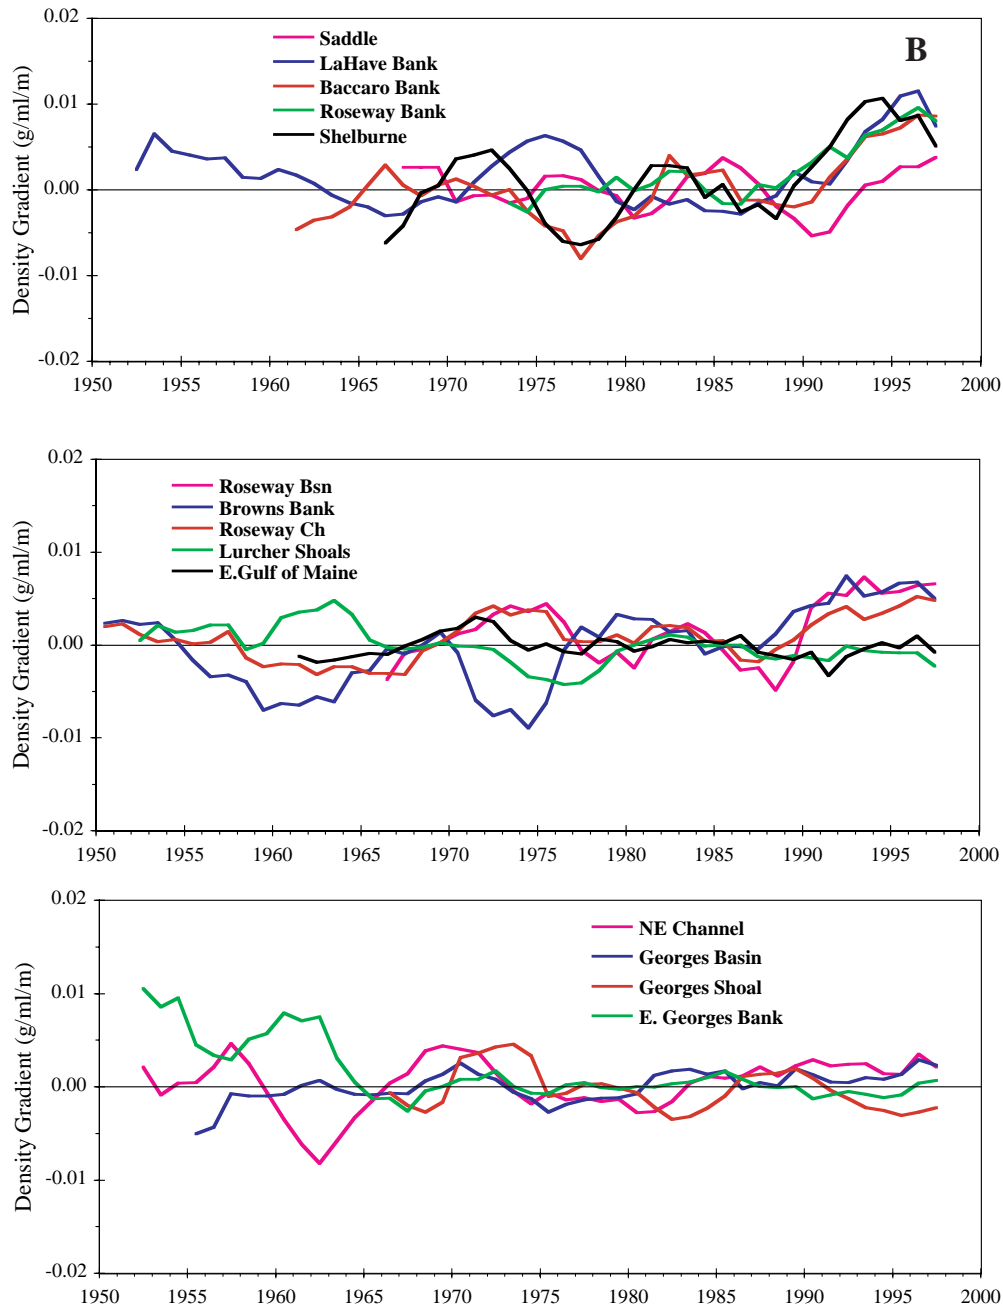 B
Saddle
LaHave Bank
Baccaro Bank
Roseway Bank
Shelburne
Density Gradient (g/ml/m)
0.02
0.01
0.00
-0.01
-0.02
1950 1955 1960 1965 1970 1975 1980 1985 1990 1995 2000
Roseway Bsn
Browns Bank
Roseway Ch
Lurcher Shoals
E.Gulf of Maine
Density Gradient (g/ml/m)
0.02
0.01
0.00
-0.01
-0.02
1950 1955 1960 1965 1970 1975 1980 1985 1990 1995 2000
NE Channel
Georges Basin
Georges Shoal
E. Georges Bank
Density Gradient (g/ml/m)
0.02
0.01
0.00
-0.01
-0.02
1950 1955 1960 1965 1970 1975 1980 1985 1990 1995 2000